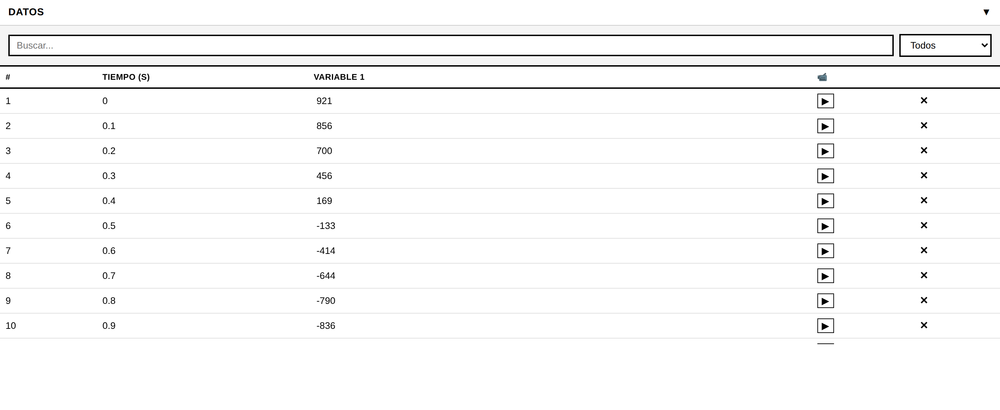 DATOS ▼
Buscar... Todos
# TIEMPO (S) VARIABLE 1 📹
1 0 921 ▶ ×
2 0.1 856 ▶ ×
3 0.2 700 ▶ ×
4 0.3 456 ▶ ×
5 0.4 169 ▶ ×
6 0.5 -133 ▶ ×
7 0.6 -414 ▶ ×
8 0.7 -644 ▶ ×
9 0.8 -790 ▶ ×
10 0.9 -836 ▶ ×